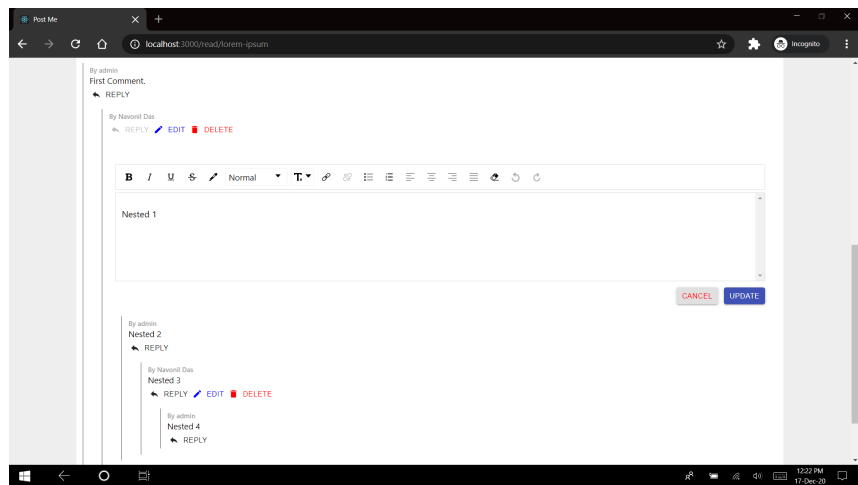 Post Me
localhost:3000/read/lorem-ipsum
Incognito
By admin
First Comment.
REPLY
By Navonil Das
REPLY EDIT DELETE
B I U S Normal T.
Nested 1
CANCEL UPDATE
By admin
Nested 2
REPLY
By Navonil Das
Nested 3
REPLY EDIT DELETE
By admin
Nested 4
REPLY
12:22 PM
17-Dec-20